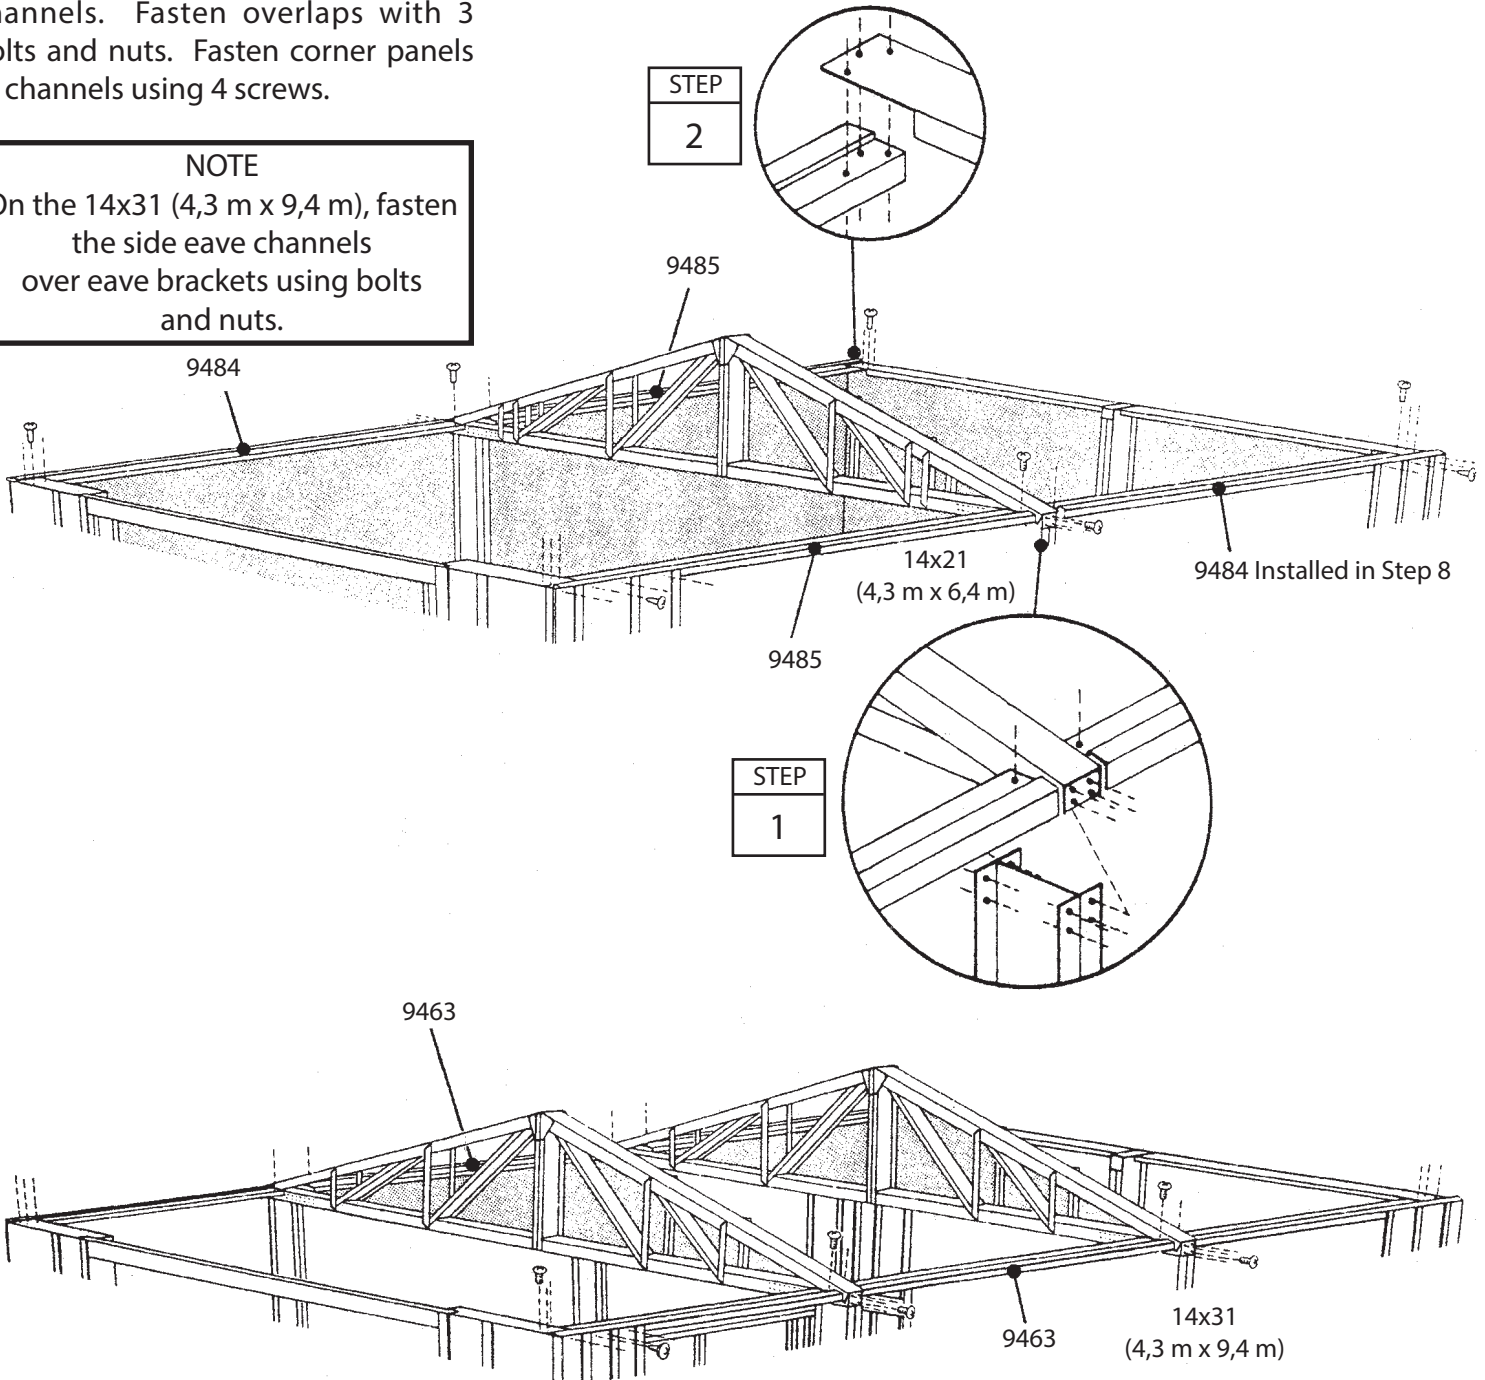 annels. Fasten overlaps with 3
olts and nuts. Fasten corner panels
channels using 4 screws.
NOTE
On the 14x31 (4,3 m x 9,4 m), fasten
the side eave channels
over eave brackets using bolts
and nuts.
STEP
2
9485
9484
14x21
(4,3 m x 6,4 m)
9484 Installed in Step 8
9485
STEP
1
9463
9463
14x31
(4,3 m x 9,4 m)